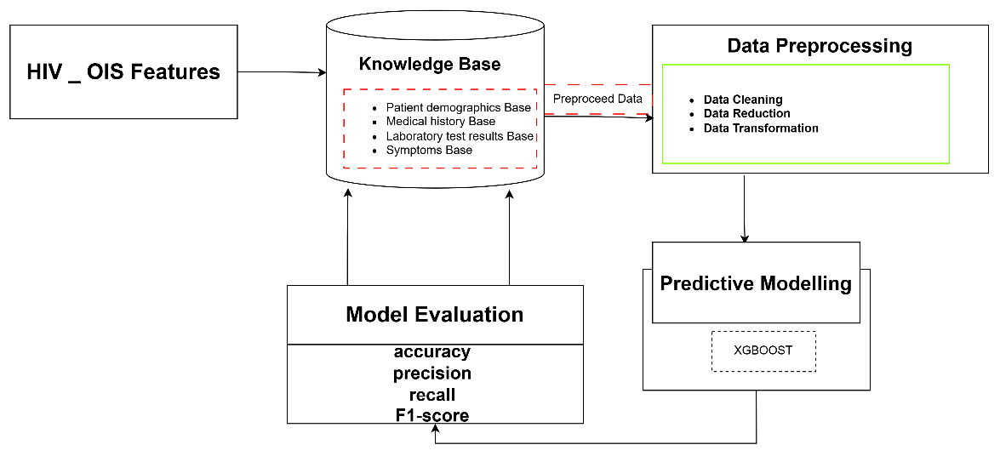 HIV _ OIS Features
Knowledge Base
• Patient demographics Base
• Medical history Base
• Laboratory test results Base
• Symptoms Base
Preproceed Data
Data Preprocessing
• Data Cleaning
• Data Reduction
• Data Transformation
Predictive Modelling
XGBOOST
Model Evaluation
accuracy
precision
recall
F1-score